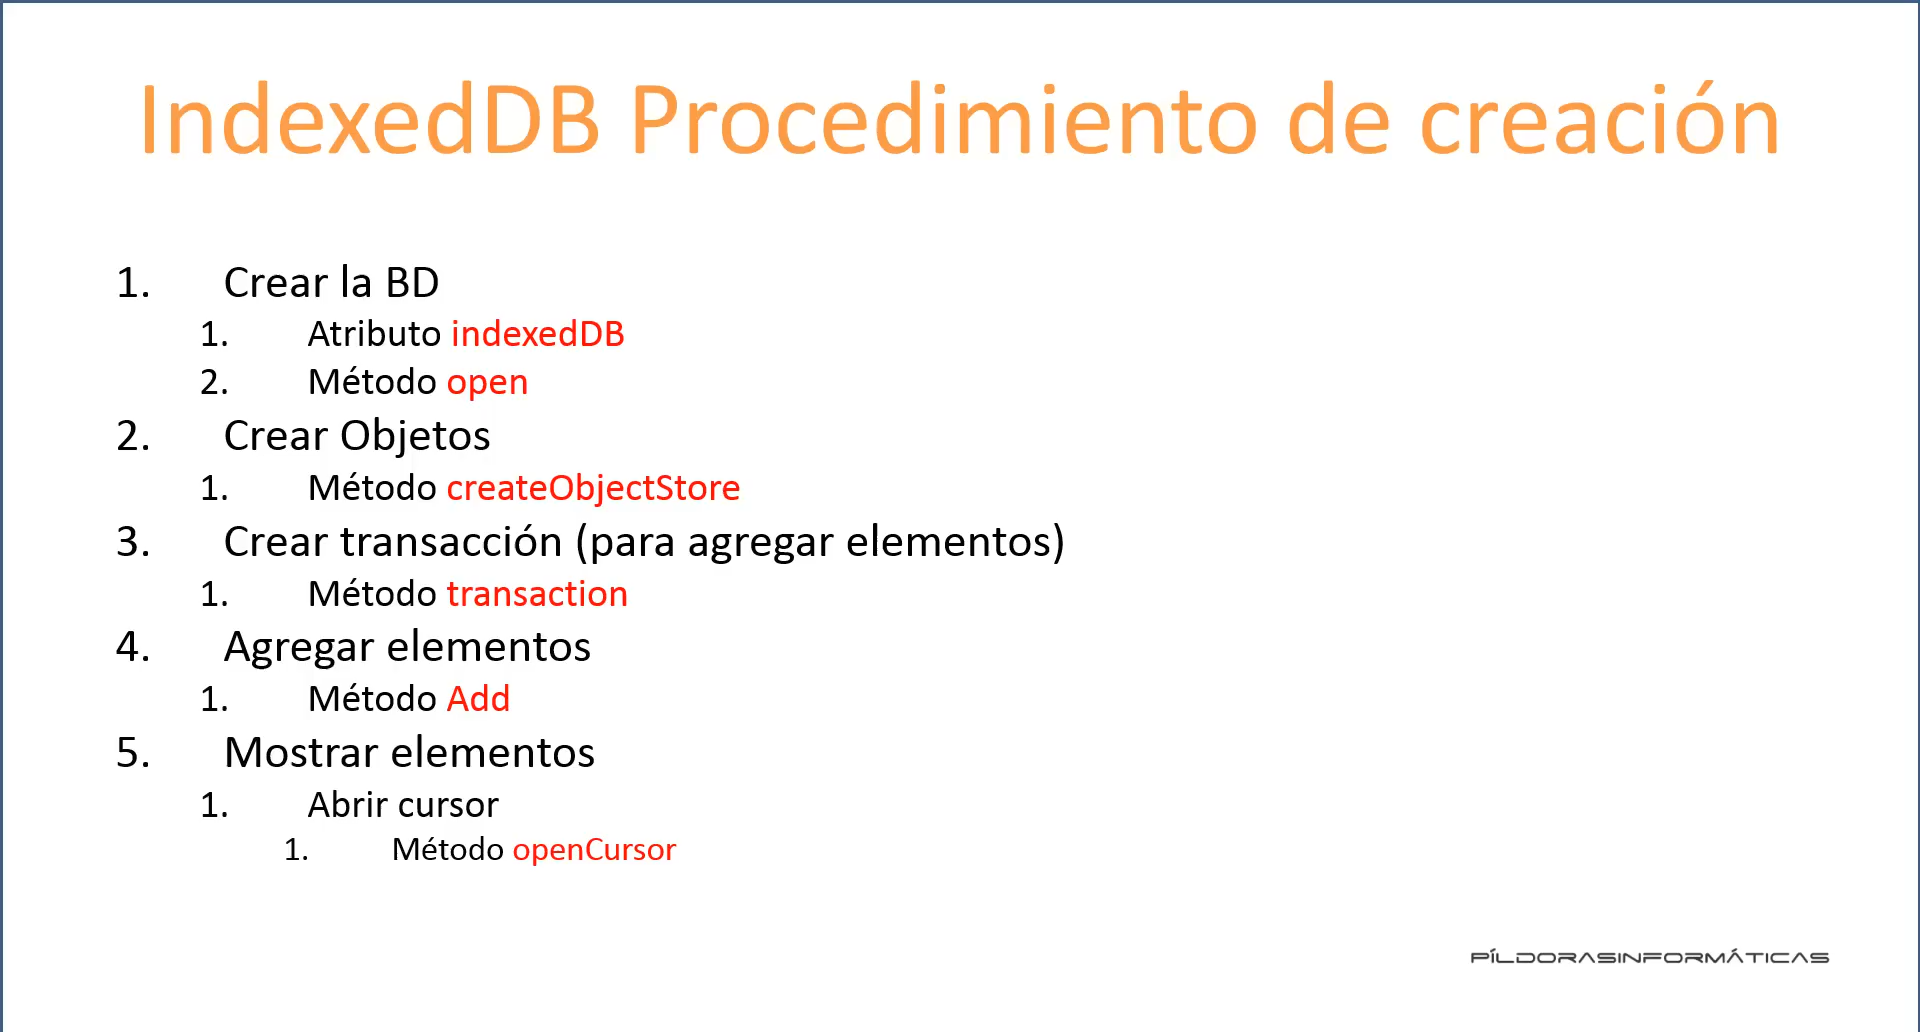 IndexedDB Procedimiento de creación
1. Crear la BD
1. Atributo indexedDB
2. Método open
2. Crear Objetos
1. Método createObjectStore
3. Crear transacción (para agregar elementos)
1. Método transaction
4. Agregar elementos
1. Método Add
5. Mostrar elementos
1. Abrir cursor
1. Método openCursor
PÍLDORASINFORMÁTICAS